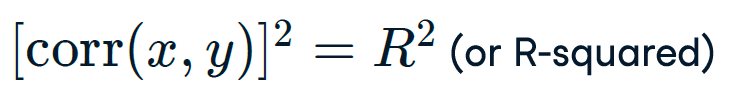 [corr(x, y)]² = R² (or R-squared)